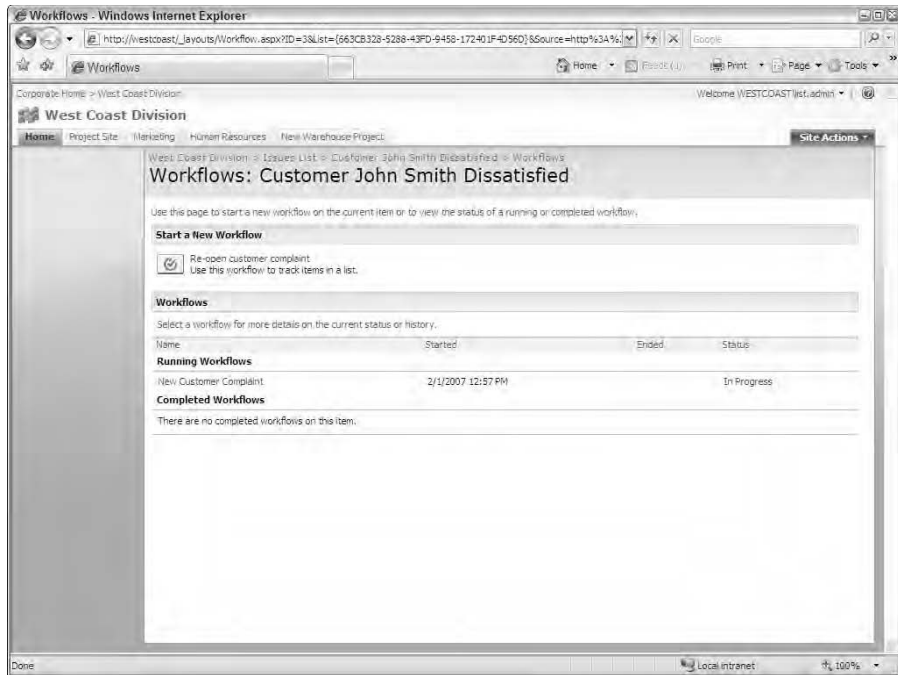 Workflows - Windows Internet Explorer
http://westcoast/_layouts/Workflow.aspx?ID=3&List={663CB328-5288-43FD-9458-172401F4D56D}&Source=http%3A%
Google
Workflows
Home
Print
Page
Tools
Corporate Home > West Coast Division
Welcome WESTCOAST\list.admin
West Coast Division
Home Project Site Marketing Human Resources New Warehouse Project
Site Actions
West Coast Division > Issues List > Customer John Smith Dissatisfied > Workflows
Workflows: Customer John Smith Dissatisfied
Use this page to start a new workflow on the current item or to view the status of a running or completed workflow.
Start a New Workflow
Re-open customer complaint
Use this workflow to track items in a list.
Workflows
Select a workflow for more details on the current status or history.
Name Started Ended Status
Running Workflows
New Customer Complaint 2/1/2007 12:57 PM In Progress
Completed Workflows
There are no completed workflows on this item.
Done
Local intranet
100%